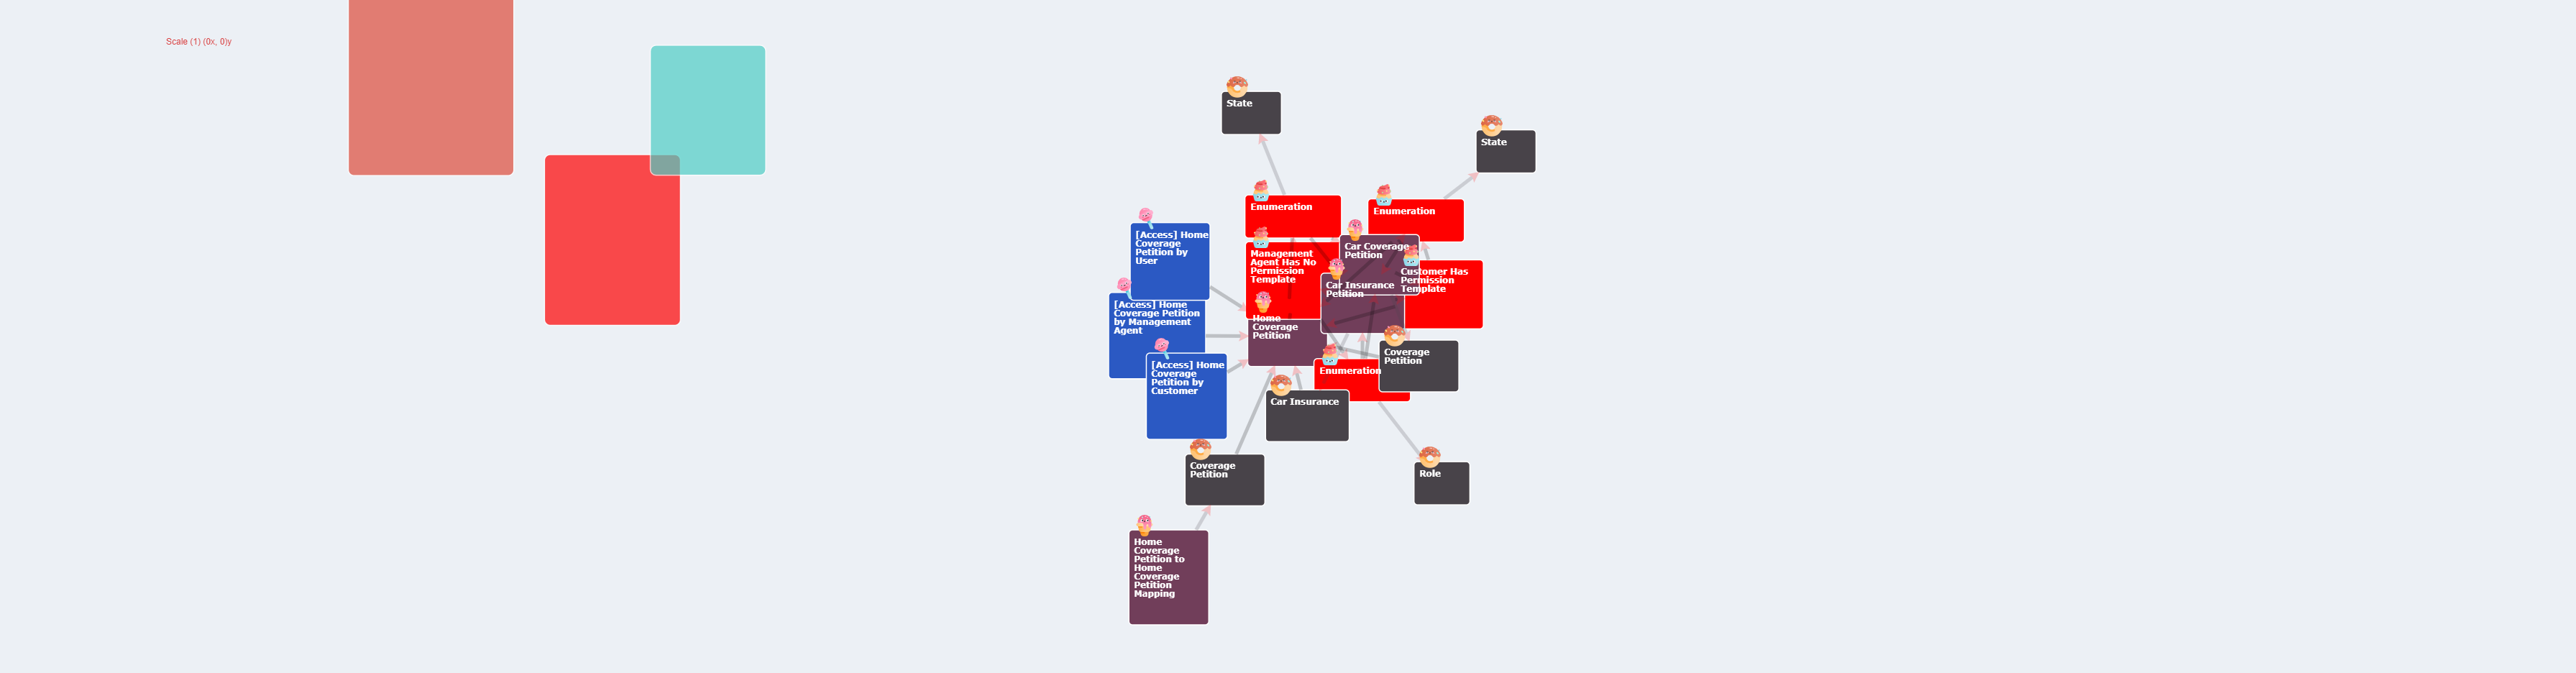 Scale (1) (0x, 0)y
State
State
Enumeration
Enumeration
[Access] Home
Coverage
Petition by
User
Car Coverage
Petition
Management
Agent Has No
Permission
Template
Customer Has
Permission
Template
Car Insurance
Petition
[Access] Home
Coverage Petition
by Management
Agent
Home
Coverage
Petition
Coverage
Petition
[Access] Home
Coverage
Petition by
Customer
Enumeration
Car Insurance
Coverage
Petition
Role
Home
Coverage
Petition to
Home
Coverage
Petition
Mapping